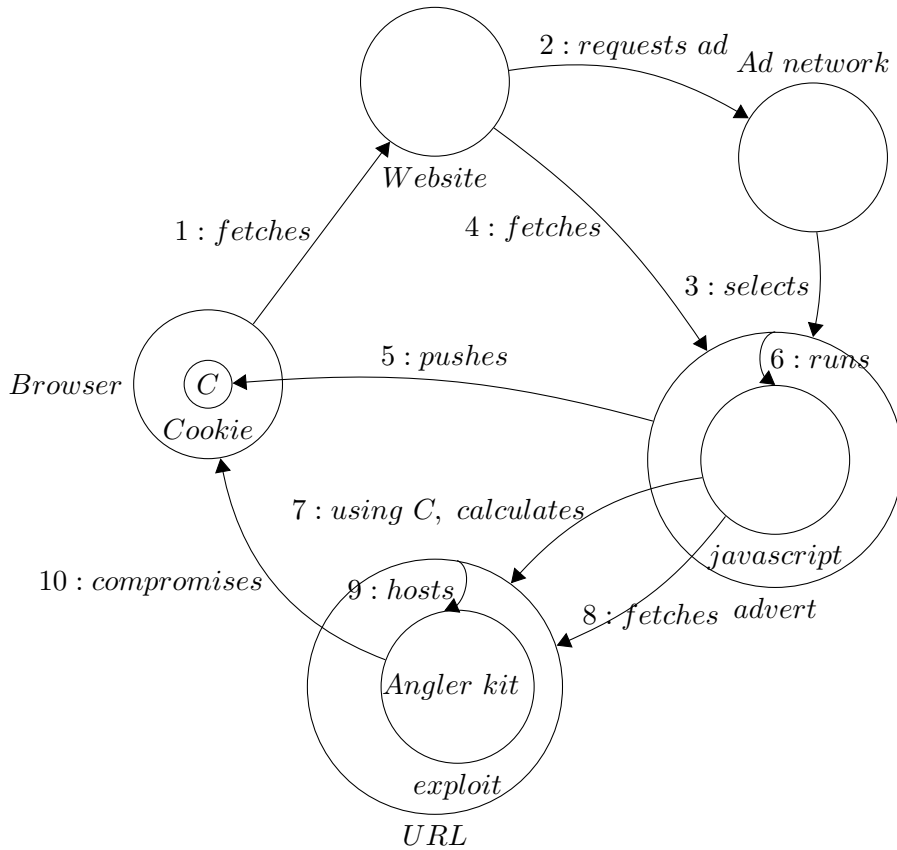 2 : requests ad
Ad network
Website
1 : fetches
4 : fetches
3 : selects
5 : pushes
6 : runs
Browser
C
Cookie
7 : using C, calculates
javascript
10 : compromises
9 : hosts
8 : fetches
advert
Angler kit
exploit
URL